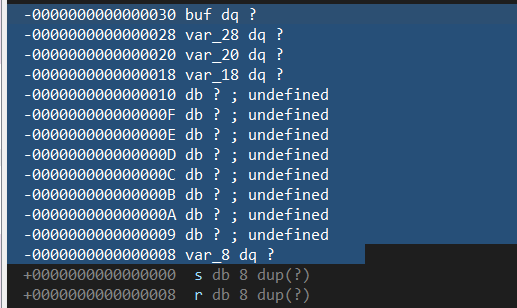 -0000000000000030 buf dq ?
-0000000000000028 var_28 dq ?
-0000000000000020 var_20 dq ?
-0000000000000018 var_18 dq ?
-0000000000000010 db ? ; undefined
-000000000000000F db ? ; undefined
-000000000000000E db ? ; undefined
-000000000000000D db ? ; undefined
-000000000000000C db ? ; undefined
-000000000000000B db ? ; undefined
-000000000000000A db ? ; undefined
-0000000000000009 db ? ; undefined
-0000000000000008 var_8 dq ?
+0000000000000000  s db 8 dup(?)
+0000000000000008  r db 8 dup(?)